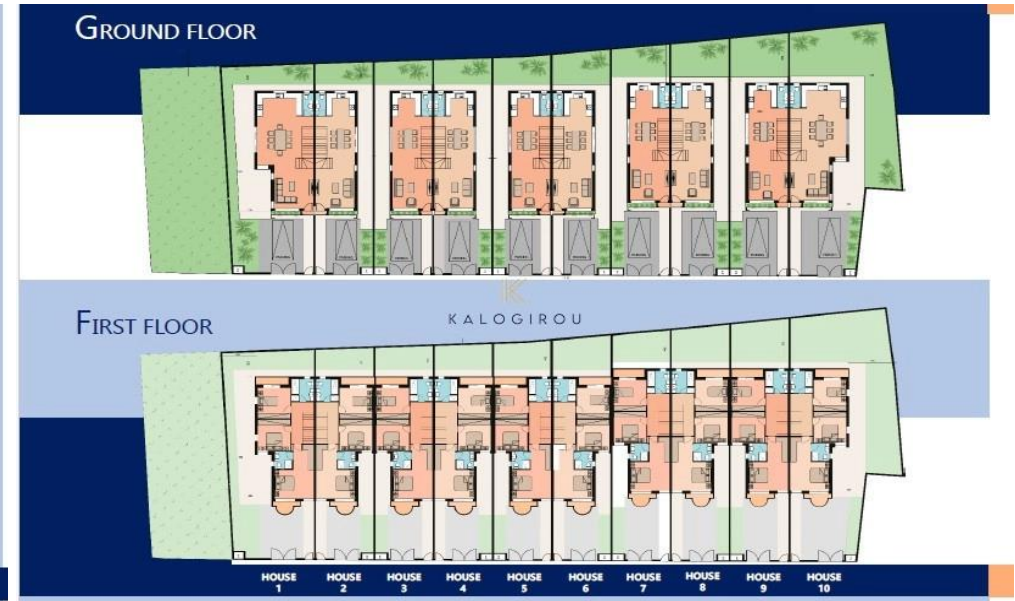 GROUND FLOOR
KALOGIROU
FIRST FLOOR
HOUSE 1
HOUSE 2
HOUSE 3
HOUSE 4
HOUSE 5
HOUSE 6
HOUSE 7
HOUSE 8
HOUSE 9
HOUSE 10